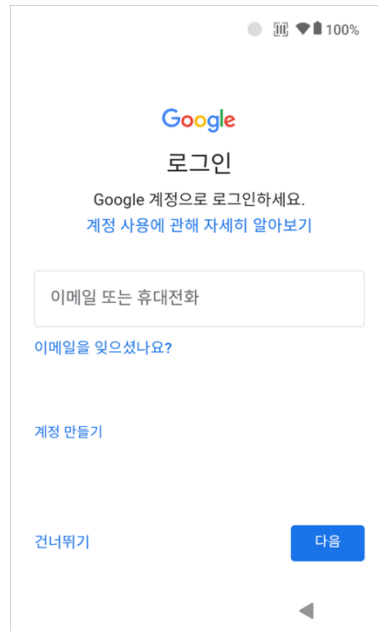 100%
Google
로그인
Google 계정으로 로그인하세요.
계정 사용에 관해 자세히 알아보기
이메일 또는 휴대전화
이메일을 잊으셨나요?
계정 만들기
건너뛰기 다음